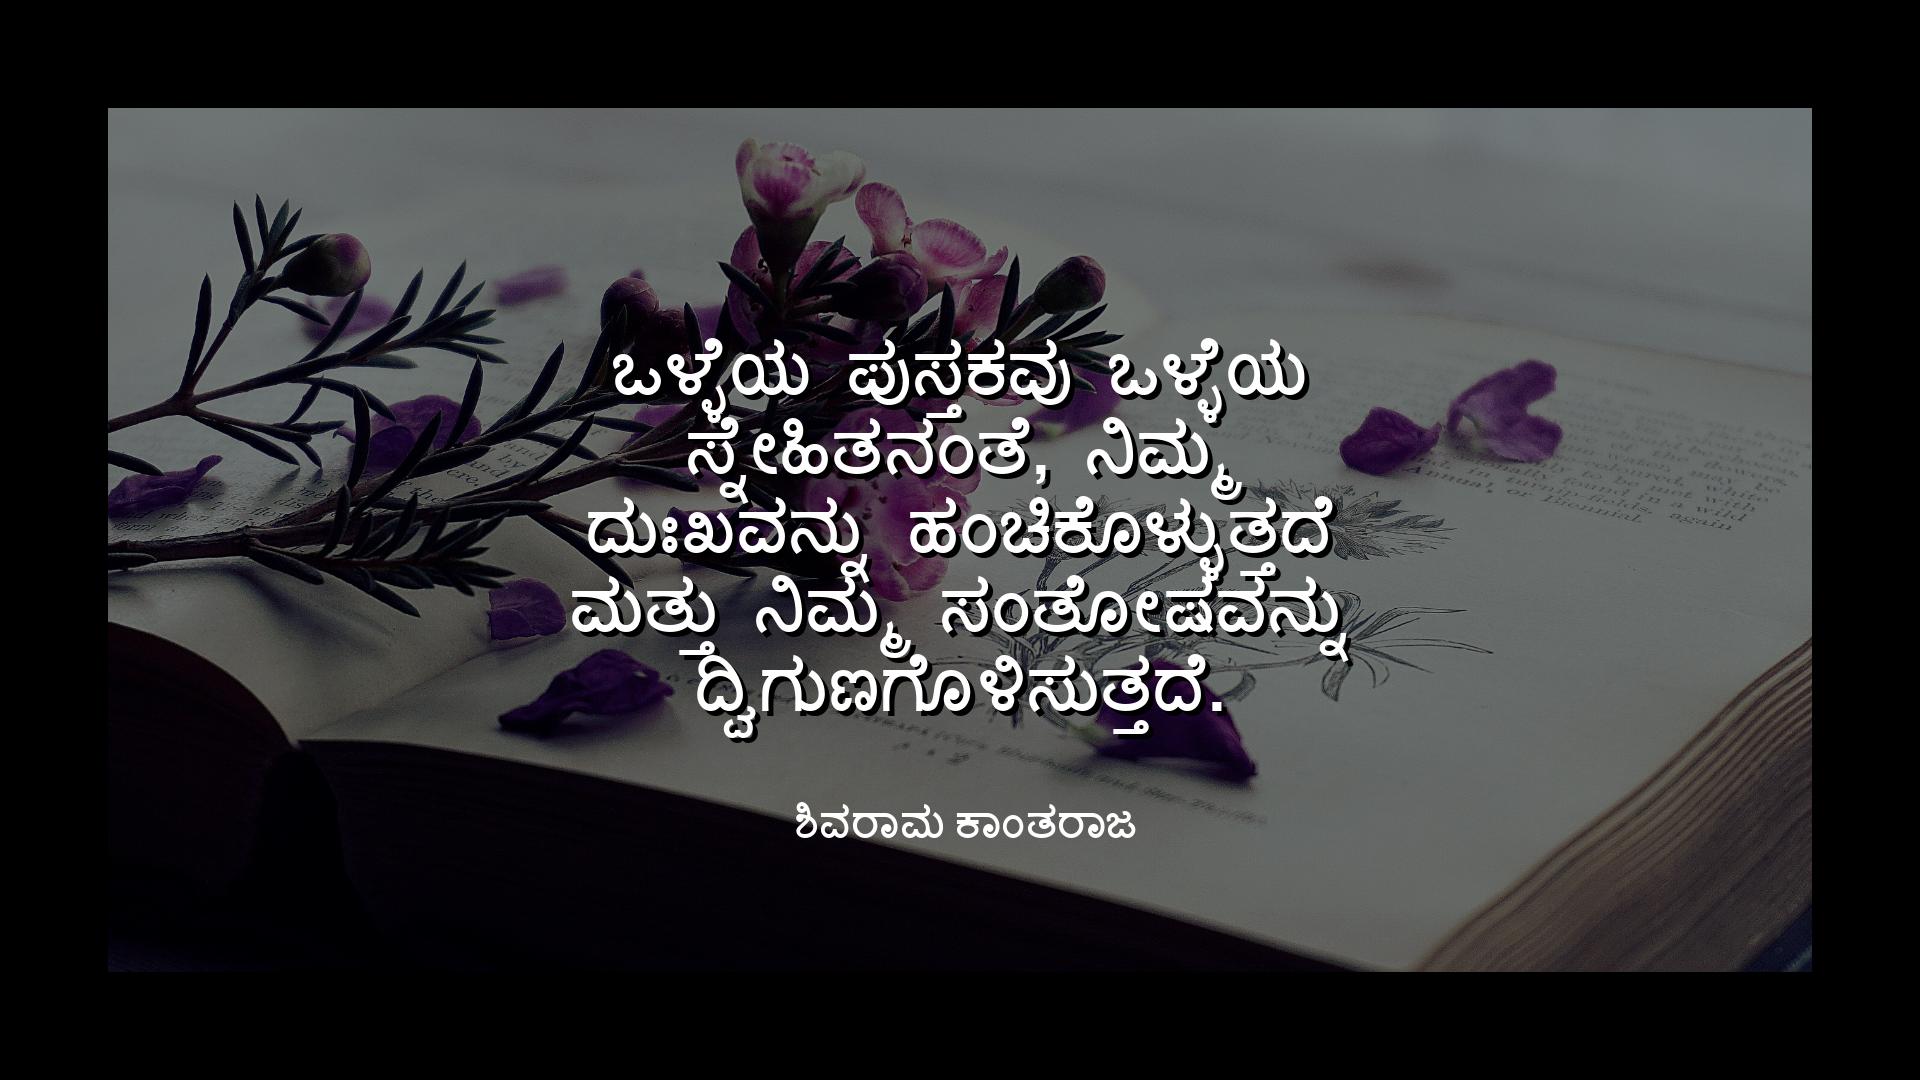 ಒಳ್ಳೆಯ ಪುಸ್ತಕವು ಒಳ್ಳೆಯ
ಸ್ನೇಹಿತನಂತೆ, ನಿಮ್ಮ
ದುಃಖವನ್ನು ಹಂಚಿಕೊಳ್ಳುತ್ತದೆ
ಮತ್ತು ನಿಮ್ಮ ಸಂತೋಷವನ್ನು
ದ್ವಿಗುಣಗೊಳಿಸುತ್ತದೆ.
ಶಿವರಾಮ ಕಾಂತರಾಜ